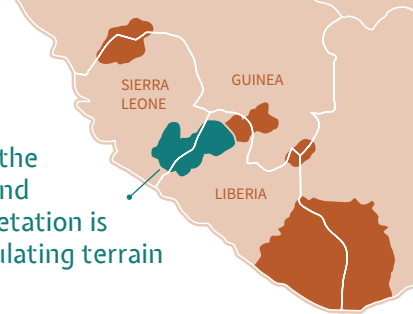 SIERRA
LEONE
GUINEA
LIBERIA
the
nd
etation is
ulating terrain